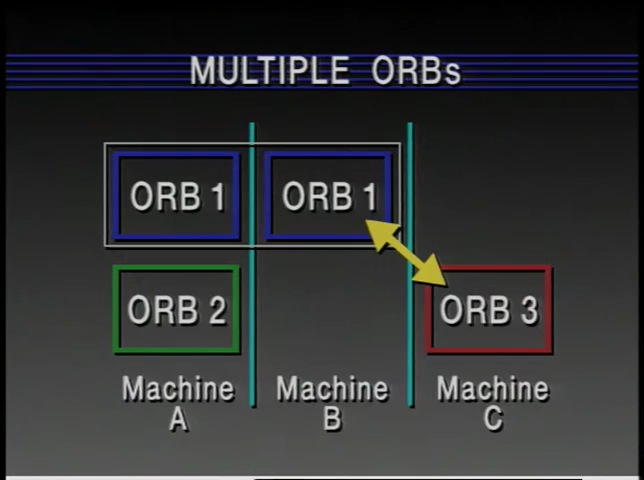 MULTIPLE ORBs
ORB 1
ORB 1
ORB 2
ORB 3
Machine
A
Machine
B
Machine
C